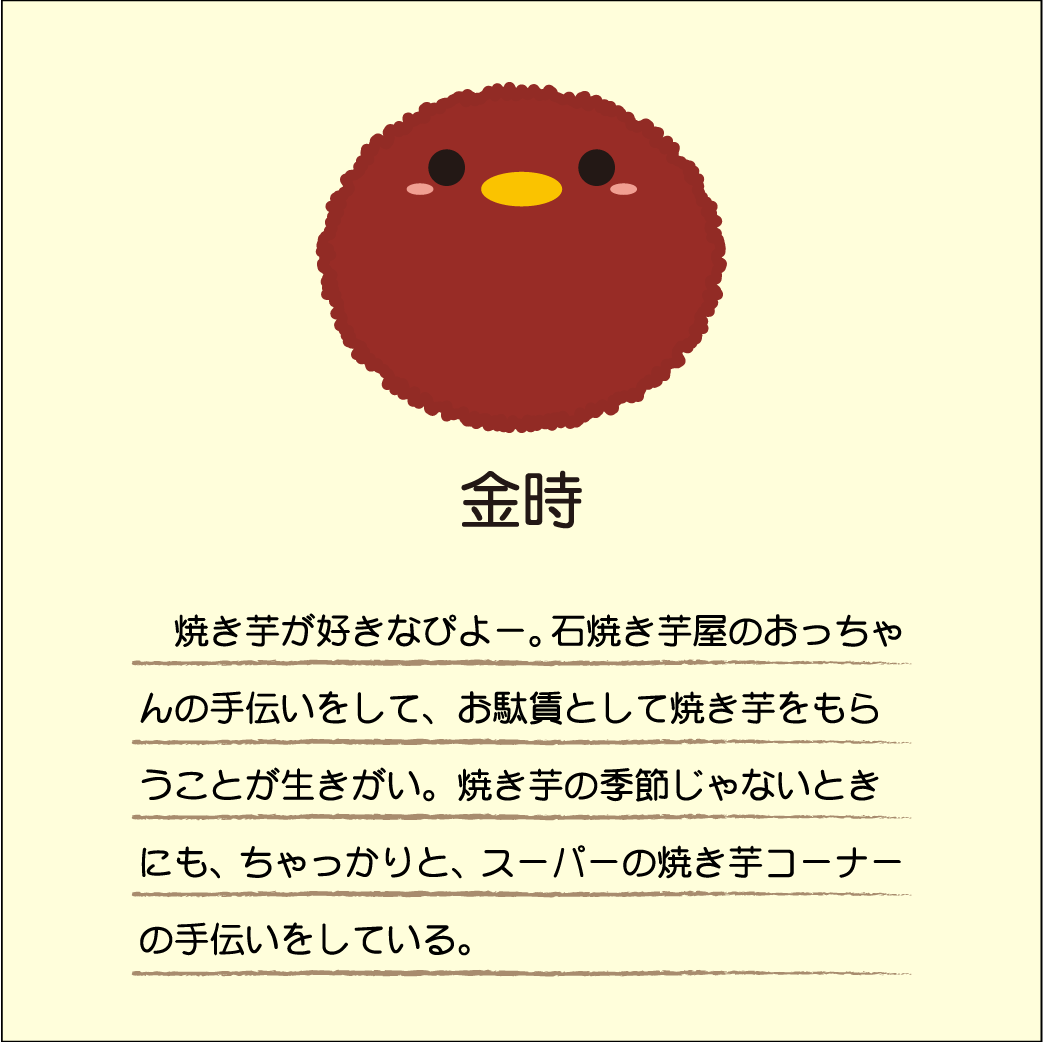 金時
焼き芋が好きなぴよー。石焼き芋屋のおっちゃ
んの手伝いをして、お駄賃として焼き芋をもら
うことが生きがい。焼き芋の季節じゃないとき
にも、ちゃっかりと、スーパーの焼き芋コーナー
の手伝いをしている。